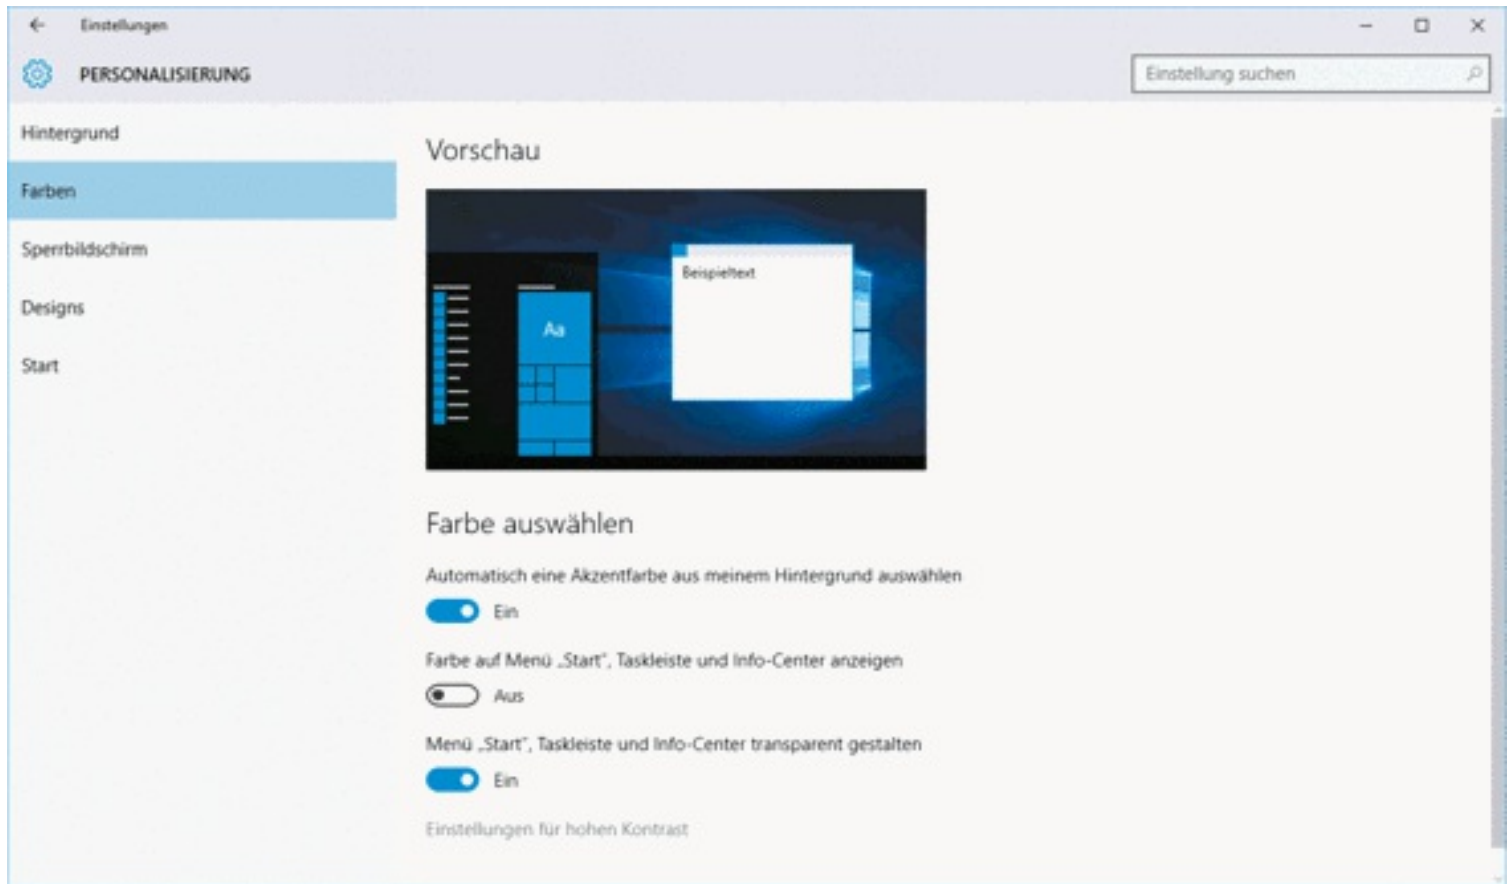 Einstellungen
PERSONALISIERUNG
Einstellung suchen
Hintergrund
Farben
Sperrbildschirm
Designs
Start
Vorschau
Beispieltext
Aa
Farbe auswählen
Automatisch eine Akzentfarbe aus meinem Hintergrund auswählen
Ein
Farbe auf Menü „Start“, Taskleiste und Info-Center anzeigen
Aus
Menü „Start“, Taskleiste und Info-Center transparent gestalten
Ein
Einstellungen für hohen Kontrast